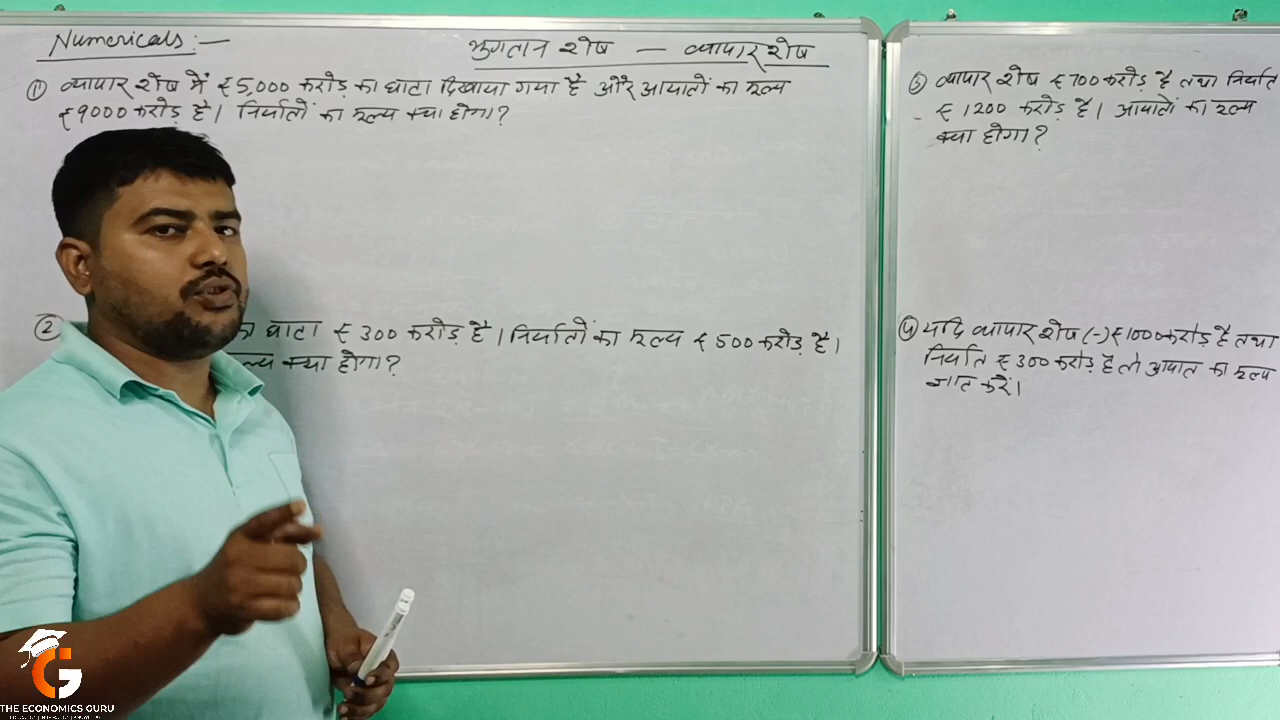 Numericals:—
भुगतान शेष — व्यापार शेष
① व्यापार शेष में ₹5,000 करोड़ का घाटा दिखाया गया है और आयातों का मूल्य
₹9000 करोड़ है। निर्यातों का मूल्य क्या होगा?
② का घाटा ₹300 करोड़ है। निर्यातों का मूल्य ₹500 करोड़ है।
मूल्य क्या होगा?
③ व्यापार शेष ₹700 करोड़ है तथा निर्यात
₹1200 करोड़ है। आयातों का मूल्य
क्या होगा?
④ यदि व्यापार शेष (-) ₹1000 करोड़ है तथा
निर्यात ₹300 करोड़ है तो आयात का मूल्य
ज्ञात करें।
G
THE ECONOMICS GURU